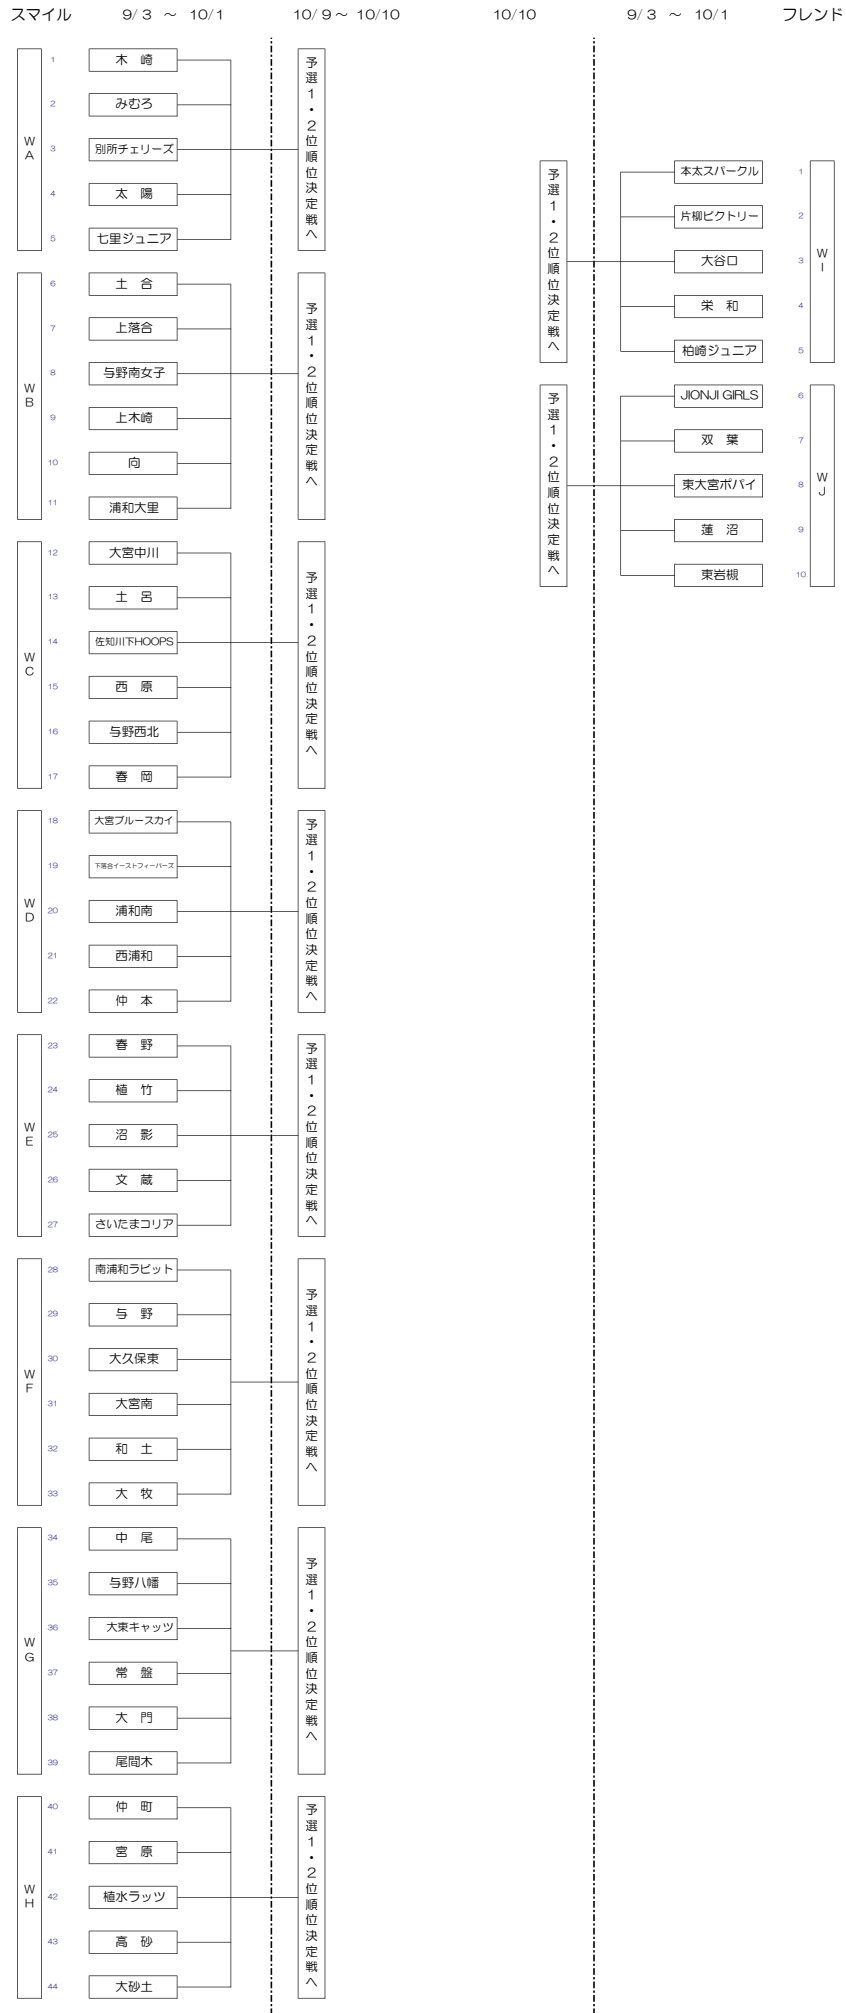 スマイル 9/3 ～ 10/1 10/9～ 10/10 10/10 9/3 ～ 10/1 フレンド
WA
1 木 崎
2 みむろ
3 別所チェリーズ
4 太 陽
5 七里ジュニア
予選1・2位順位決定戦へ
WB
6 土 合
7 上落合
8 与野南女子
9 上木崎
10 向
11 浦和大里
予選1・2位順位決定戦へ
WC
12 大宮中川
13 土 呂
14 佐知川下HOOPS
15 西 原
16 与野西北
17 春 岡
予選1・2位順位決定戦へ
WD
18 大宮ブルースカイ
19 下落合イーストフィーバーズ
20 浦和南
21 西浦和
22 仲 本
予選1・2位順位決定戦へ
WE
23 春 野
24 植 竹
25 沼 影
26 文 蔵
27 さいたまコリア
予選1・2位順位決定戦へ
WF
28 南浦和ラビット
29 与 野
30 大久保東
31 大宮南
32 和 土
33 大 牧
予選1・2位順位決定戦へ
WG
34 中 尾
35 与野八幡
36 大東キャッツ
37 常 盤
38 大 門
39 尾間木
予選1・2位順位決定戦へ
WH
40 仲 町
41 宮 原
42 植水ラッツ
43 高 砂
44 大砂土
予選1・2位順位決定戦へ
予選1・2位順位決定戦へ
本太スパークル 1
片柳ビクトリー 2
大谷口 3
栄 和 4
柏崎ジュニア 5
WI
予選1・2位順位決定戦へ
JIONJI GIRLS 6
双 葉 7
東大宮ポパイ 8
蓮 沼 9
東岩槻 10
WJ